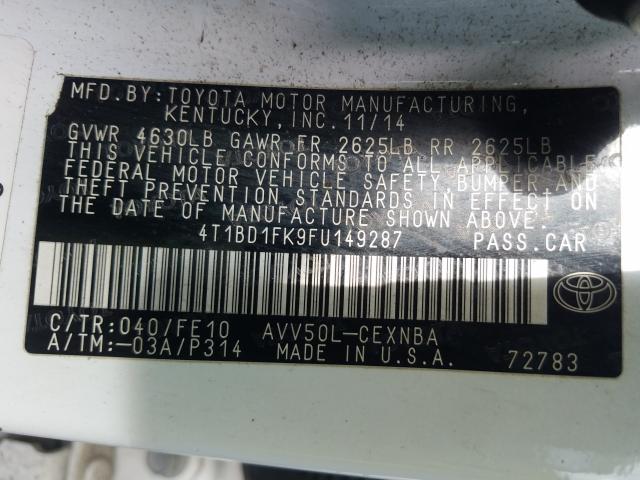 MFD.BY:TOYOTA MOTOR MANUFACTURING,
KENTUCKY, INC. 11/14
GVWR 4630LB GAWR FR 2625LB RR 2625LB
THIS VEHICLE CONFORMS TO ALL APPLICABLE
FEDERAL MOTOR VEHICLE SAFETY, BUMPER, AND
THEFT PREVENTION STANDARDS IN EFFECT ON
THE DATE OF MANUFACTURE SHOWN ABOVE.
4T1BD1FK9FU149287 PASS.CAR
C/TR:040/FE10 AVV50L-CEXNBA
A/TM:-03A/P314 MADE IN U.S.A. 72783